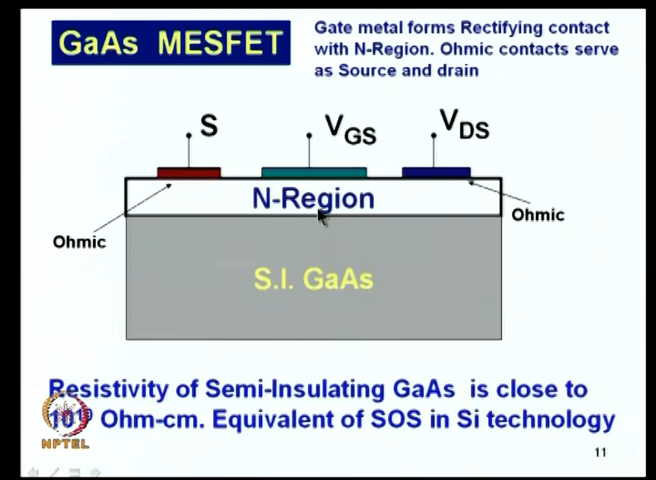 GaAs MESFET
Gate metal forms Rectifying contact
with N-Region. Ohmic contacts serve
as Source and drain
S
VGS
VDS
N-Region
Ohmic
Ohmic
S.I. GaAs
Resistivity of Semi-Insulating GaAs is close to
Ohm-cm. Equivalent of SOS in Si technology
NPTEL
11